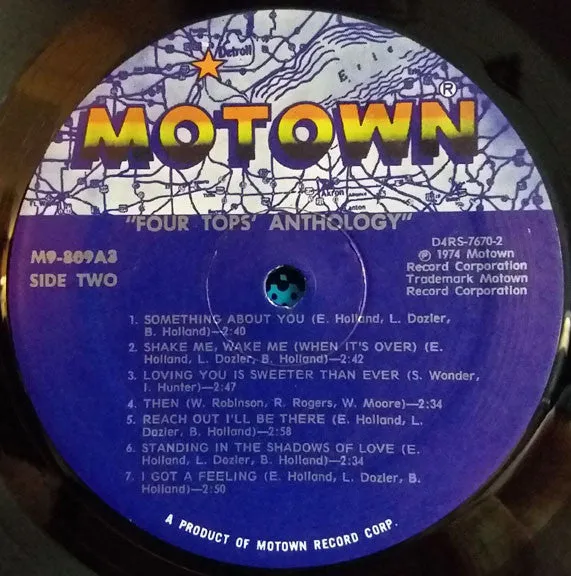 Detroit
Erie
MOTOWN®
Akron
anton
"FOUR TOPS' ANTHOLOGY"
M9-809A3
SIDE TWO
D4RS-7670-2
℗ 1974 Motown
Record Corporation
Trademark Motown
Record Corporation
1. SOMETHING ABOUT YOU (E. Holland, L. Dozier,
B. Holland)—2:40
2. SHAKE ME, WAKE ME (WHEN IT'S OVER) (E.
Holland, L. Dozier, B. Holland)—2:42
3. LOVING YOU IS SWEETER THAN EVER (S. Wonder,
I. Hunter)—2:47
4. THEN (W. Robinson, R. Rogers, W. Moore)—2:34
5. REACH OUT I'LL BE THERE (E. Holland, L.
Dozier, B. Holland)—2:58
6. STANDING IN THE SHADOWS OF LOVE (E.
Holland, L. Dozier, B. Holland)—2:34
7. I GOT A FEELING (E. Holland, L. Dozier, B.
Holland)—2:50
A PRODUCT OF MOTOWN RECORD CORP.